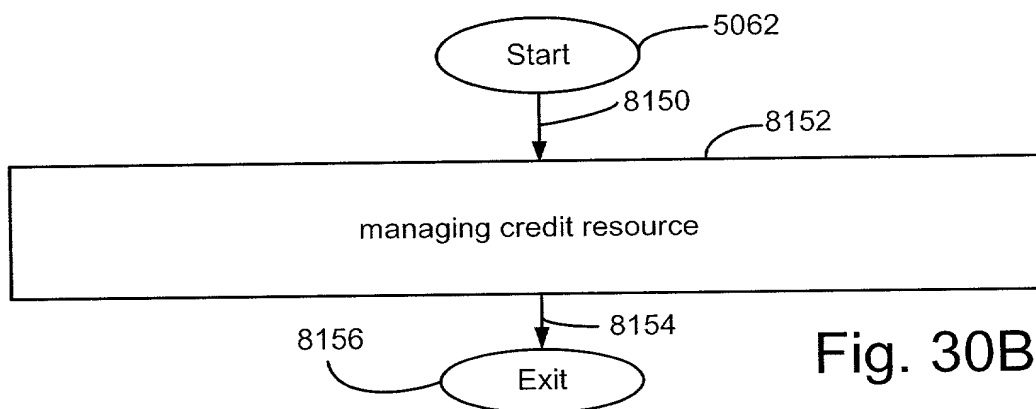 Start
5062
8150
8152
managing credit resource
8154
8156
Exit
Fig. 30B